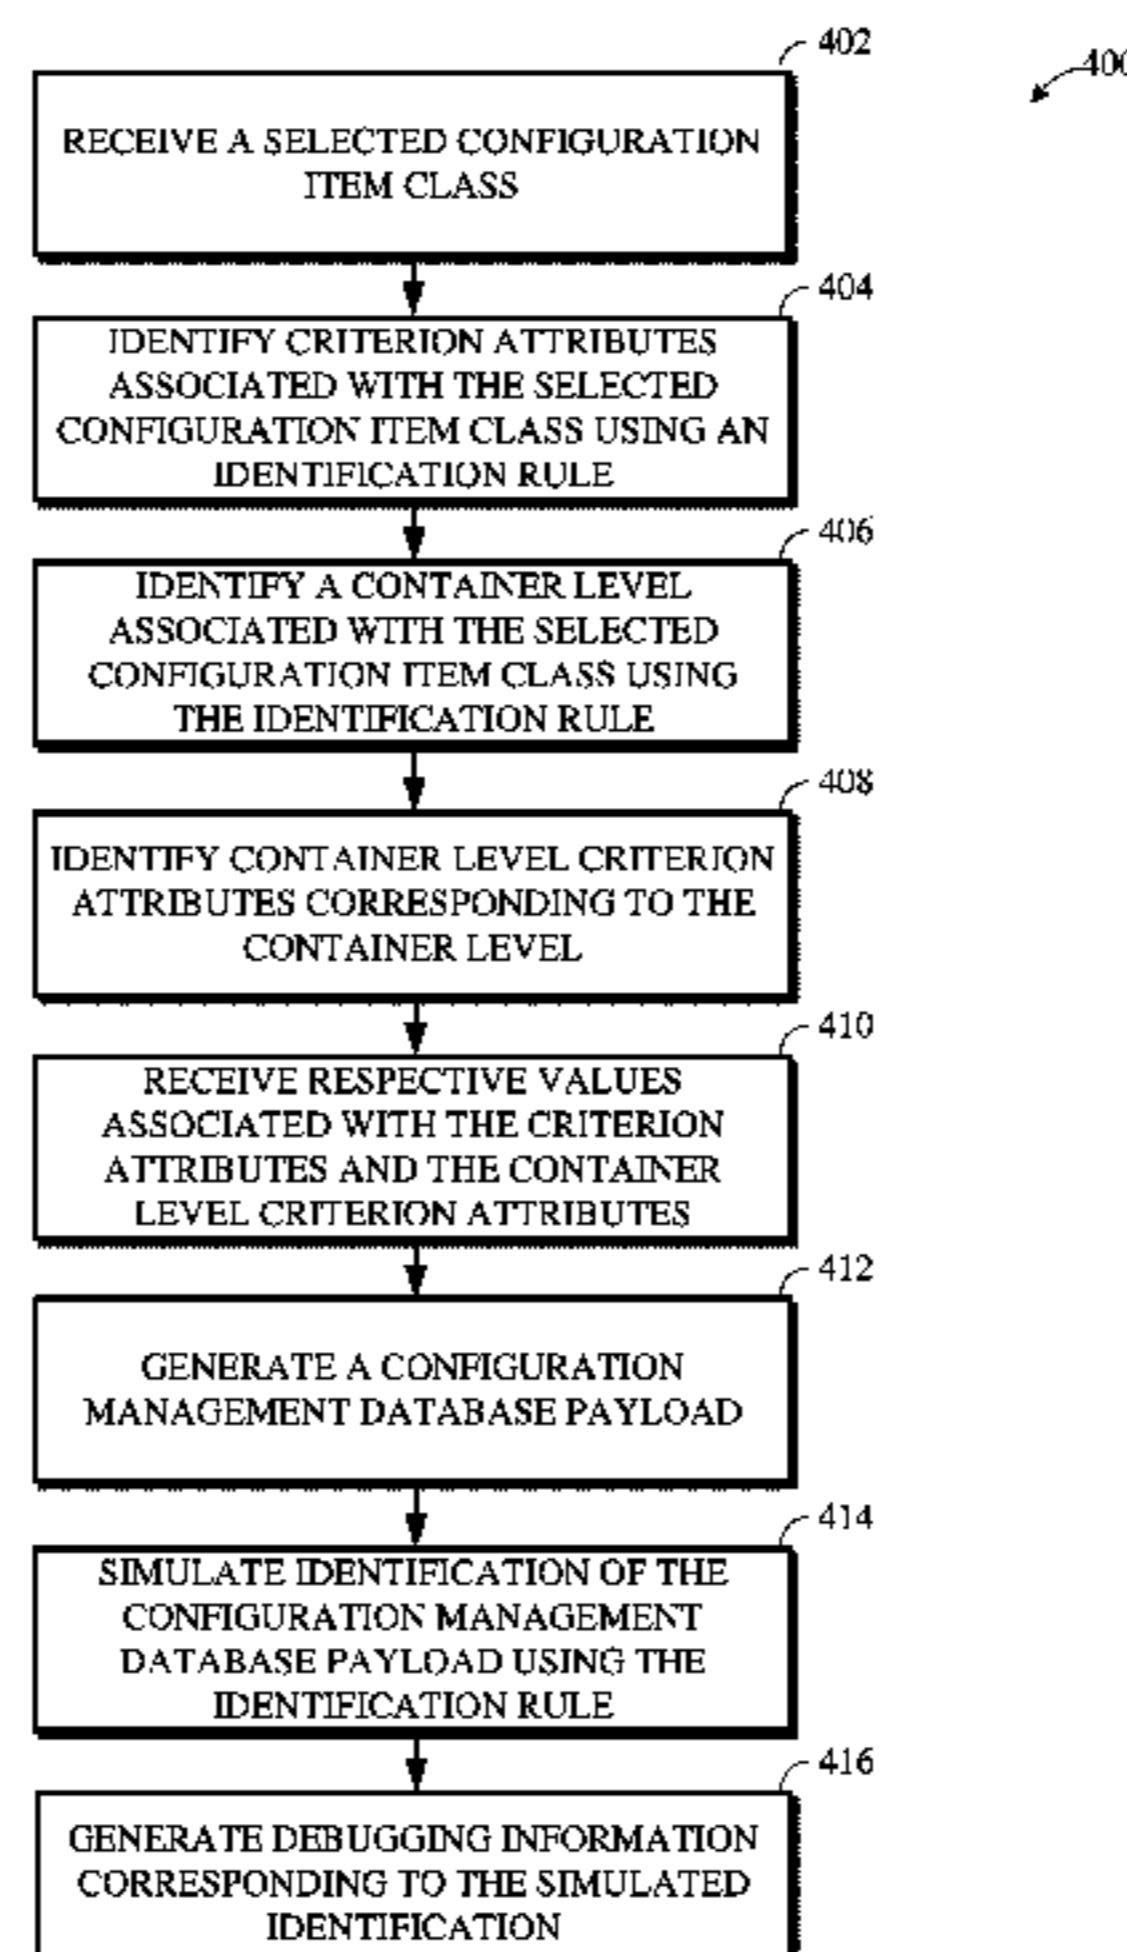 402
400
RECEIVE A SELECTED CONFIGURATION
ITEM CLASS
404
IDENTIFY CRITERION ATTRIBUTES
ASSOCIATED WITH THE SELECTED
CONFIGURATION ITEM CLASS USING AN
IDENTIFICATION RULE
406
IDENTIFY A CONTAINER LEVEL
ASSOCIATED WITH THE SELECTED
CONFIGURATION ITEM CLASS USING
THE IDENTIFICATION RULE
408
IDENTIFY CONTAINER LEVEL CRITERION
ATTRIBUTES CORRESPONDING TO THE
CONTAINER LEVEL
410
RECEIVE RESPECTIVE VALUES
ASSOCIATED WITH THE CRITERION
ATTRIBUTES AND THE CONTAINER
LEVEL CRITERION ATTRIBUTES
412
GENERATE A CONFIGURATION
MANAGEMENT DATABASE PAYLOAD
414
SIMULATE IDENTIFICATION OF THE
CONFIGURATION MANAGEMENT
DATABASE PAYLOAD USING THE
IDENTIFICATION RULE
416
GENERATE DEBUGGING INFORMATION
CORRESPONDING TO THE SIMULATED
IDENTIFICATION